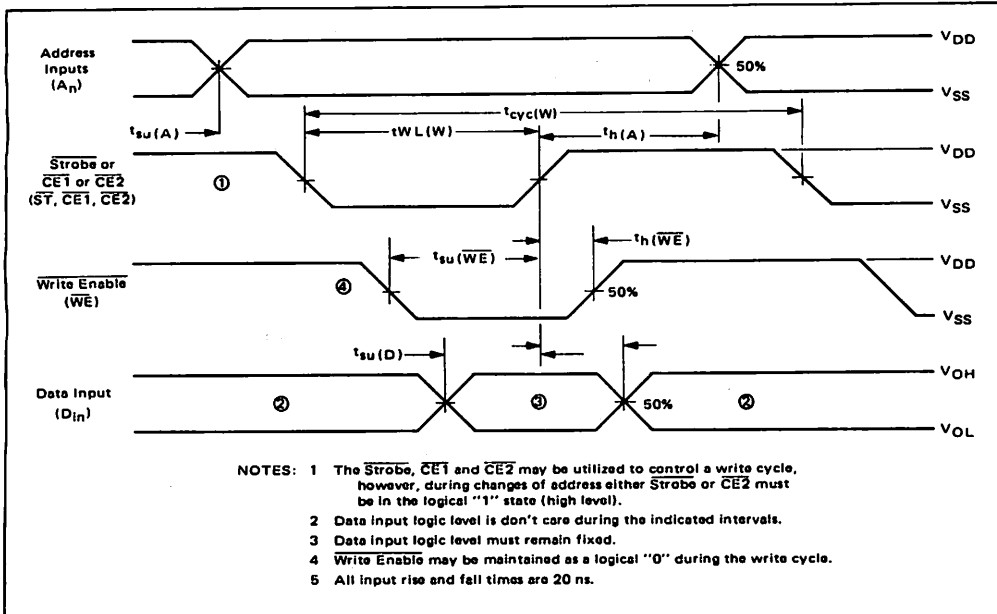 Address
Inputs
(An)
VDD
50%
VSS
tcyc(W)
tsu(A)
tWL(W)
th(A)
Strobe or
CE1 or CE2
(ST, CE1, CE2)
①
VDD
VSS
tsu(WE)
th(WE)
Write Enable
(WE)
④
50%
VDD
VSS
tsu(D)
Data Input
(Din)
②
③
50%
②
VOH
VOL
NOTES: 1 The Strobe, CE1 and CE2 may be utilized to control a write cycle,
however, during changes of address either Strobe or CE2 must
be in the logical "1" state (high level).
2 Data input logic level is don't care during the indicated intervals.
3 Data input logic level must remain fixed.
4 Write Enable may be maintained as a logical "0" during the write cycle.
5 All input rise and fall times are 20 ns.